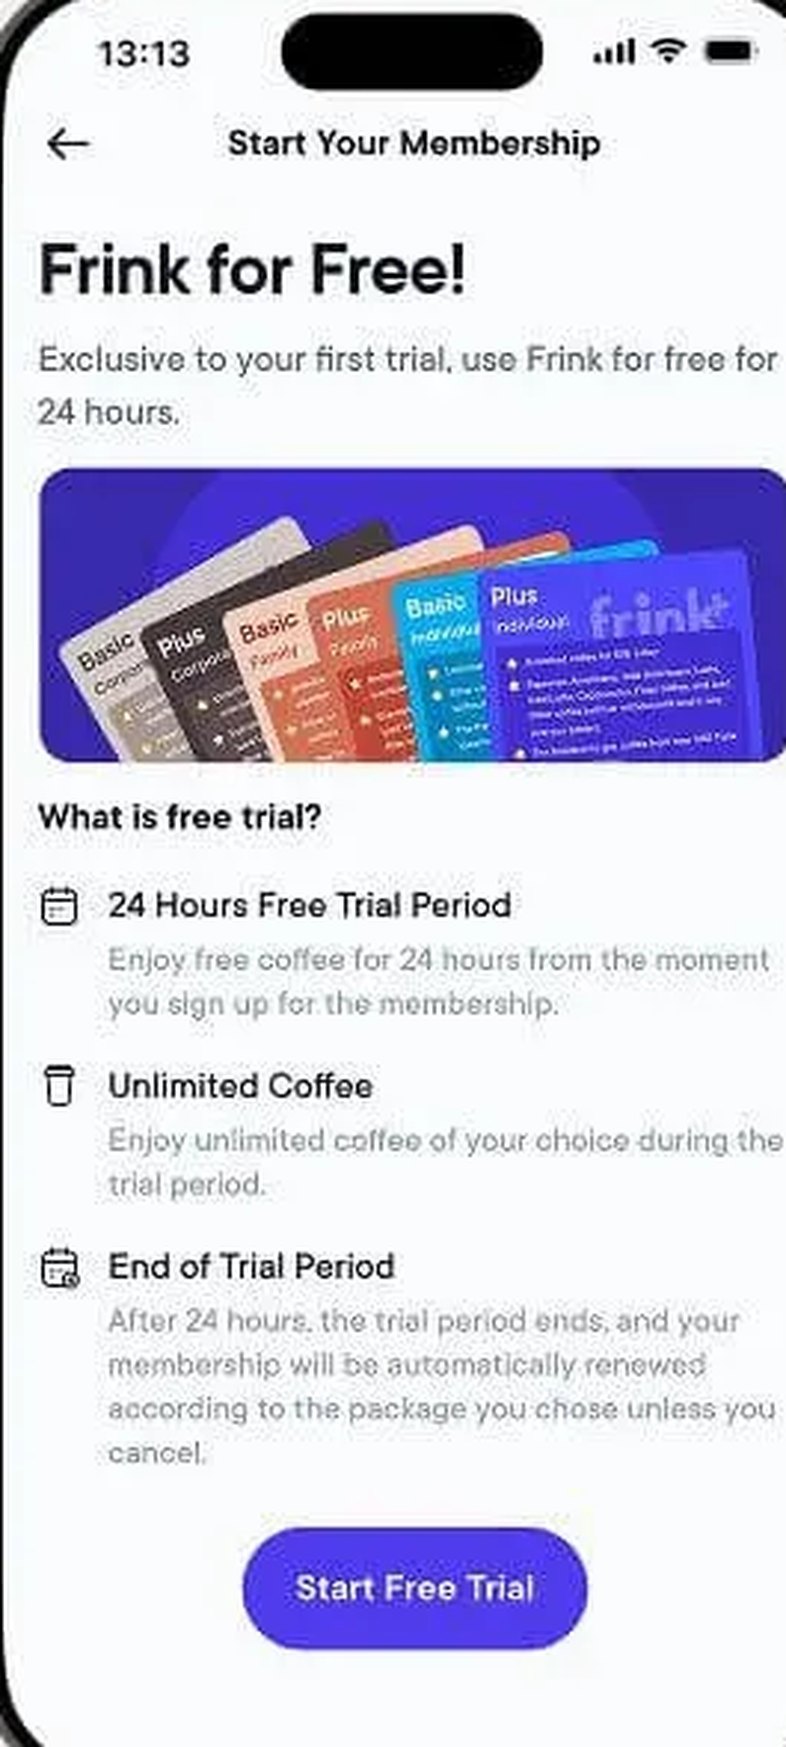 13:13
Start Your Membership
Frink for Free!
Exclusive to your first trial, use Frink for free for
24 hours.
Basic
Plus
Basic
Family
Plus
Family
Basic
Plus
Individual
frink+
What is free trial?
24 Hours Free Trial Period
Enjoy free coffee for 24 hours from the moment
you sign up for the membership.
Unlimited Coffee
Enjoy unlimited coffee of your choice during the
trial period.
End of Trial Period
After 24 hours, the trial period ends, and your
membership will be automatically renewed
according to the package you chose unless you
cancel.
Start Free Trial